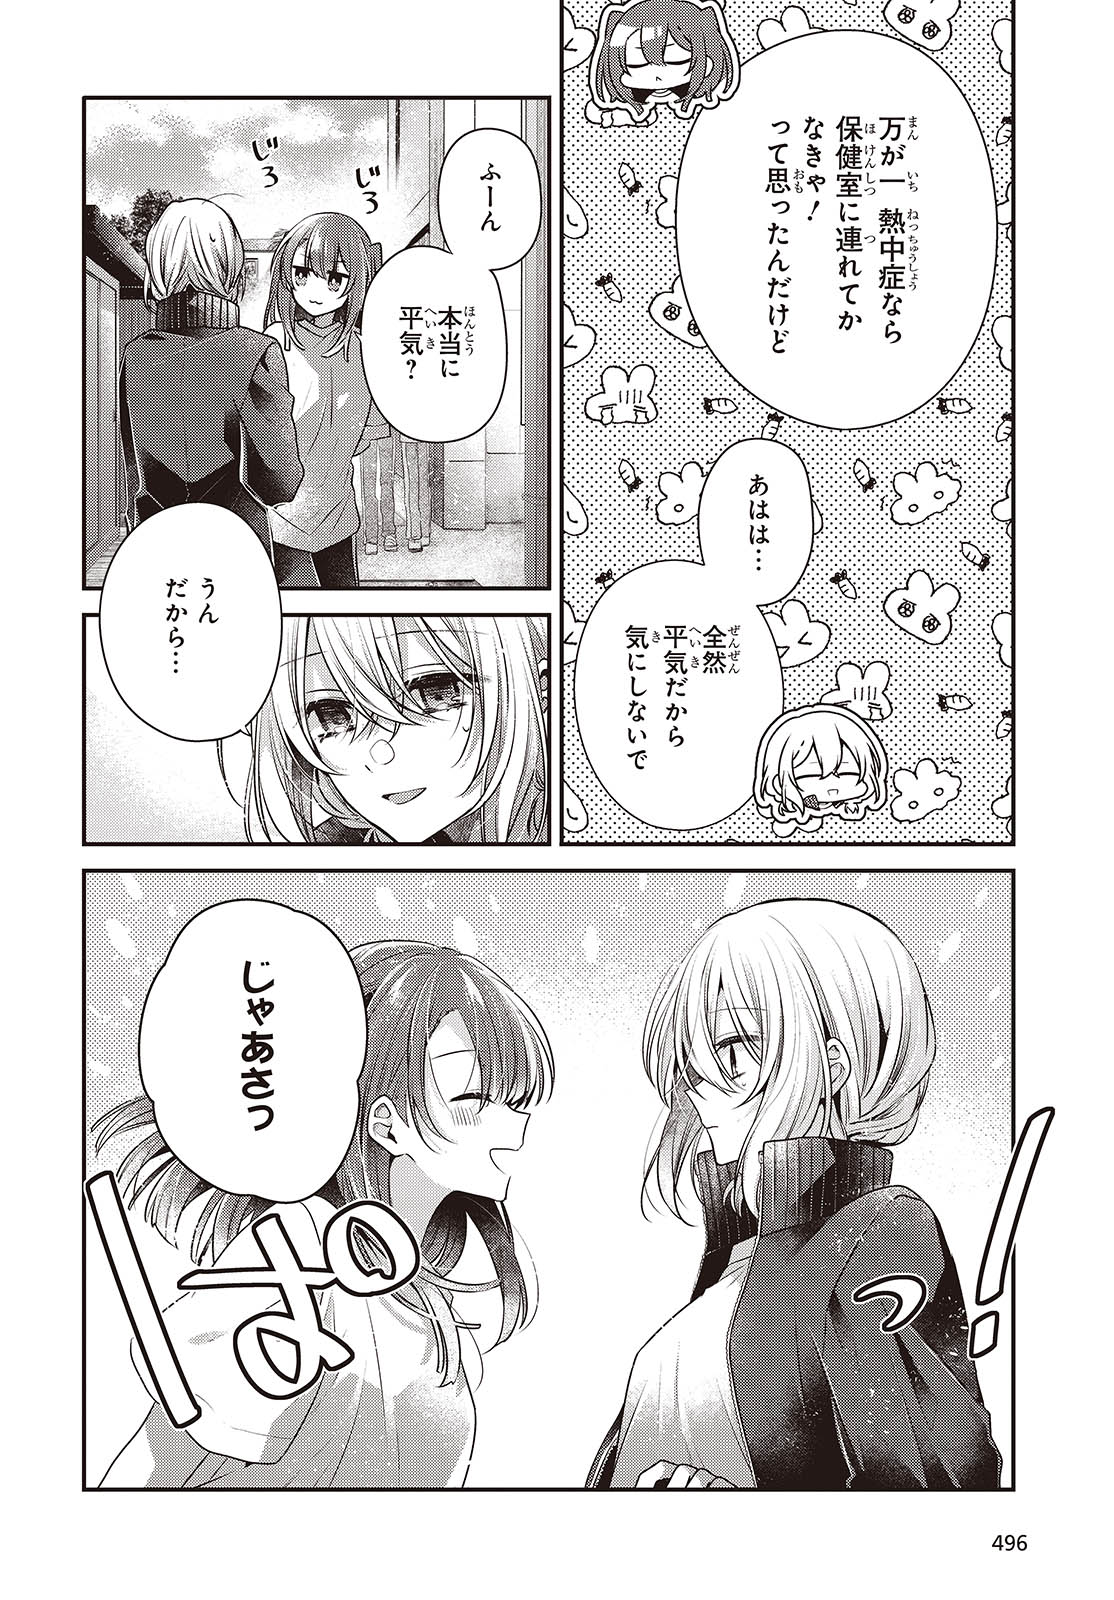 万が一 熱中症なら
保健室に連れてか
なきゃ！
って思ったんだけど
あはは…
全然
平気だから
気にしないで
ふーん
本当に
平気？
じろ
じろ
うん
だから…
じゃあさっ
ぱっ！
496